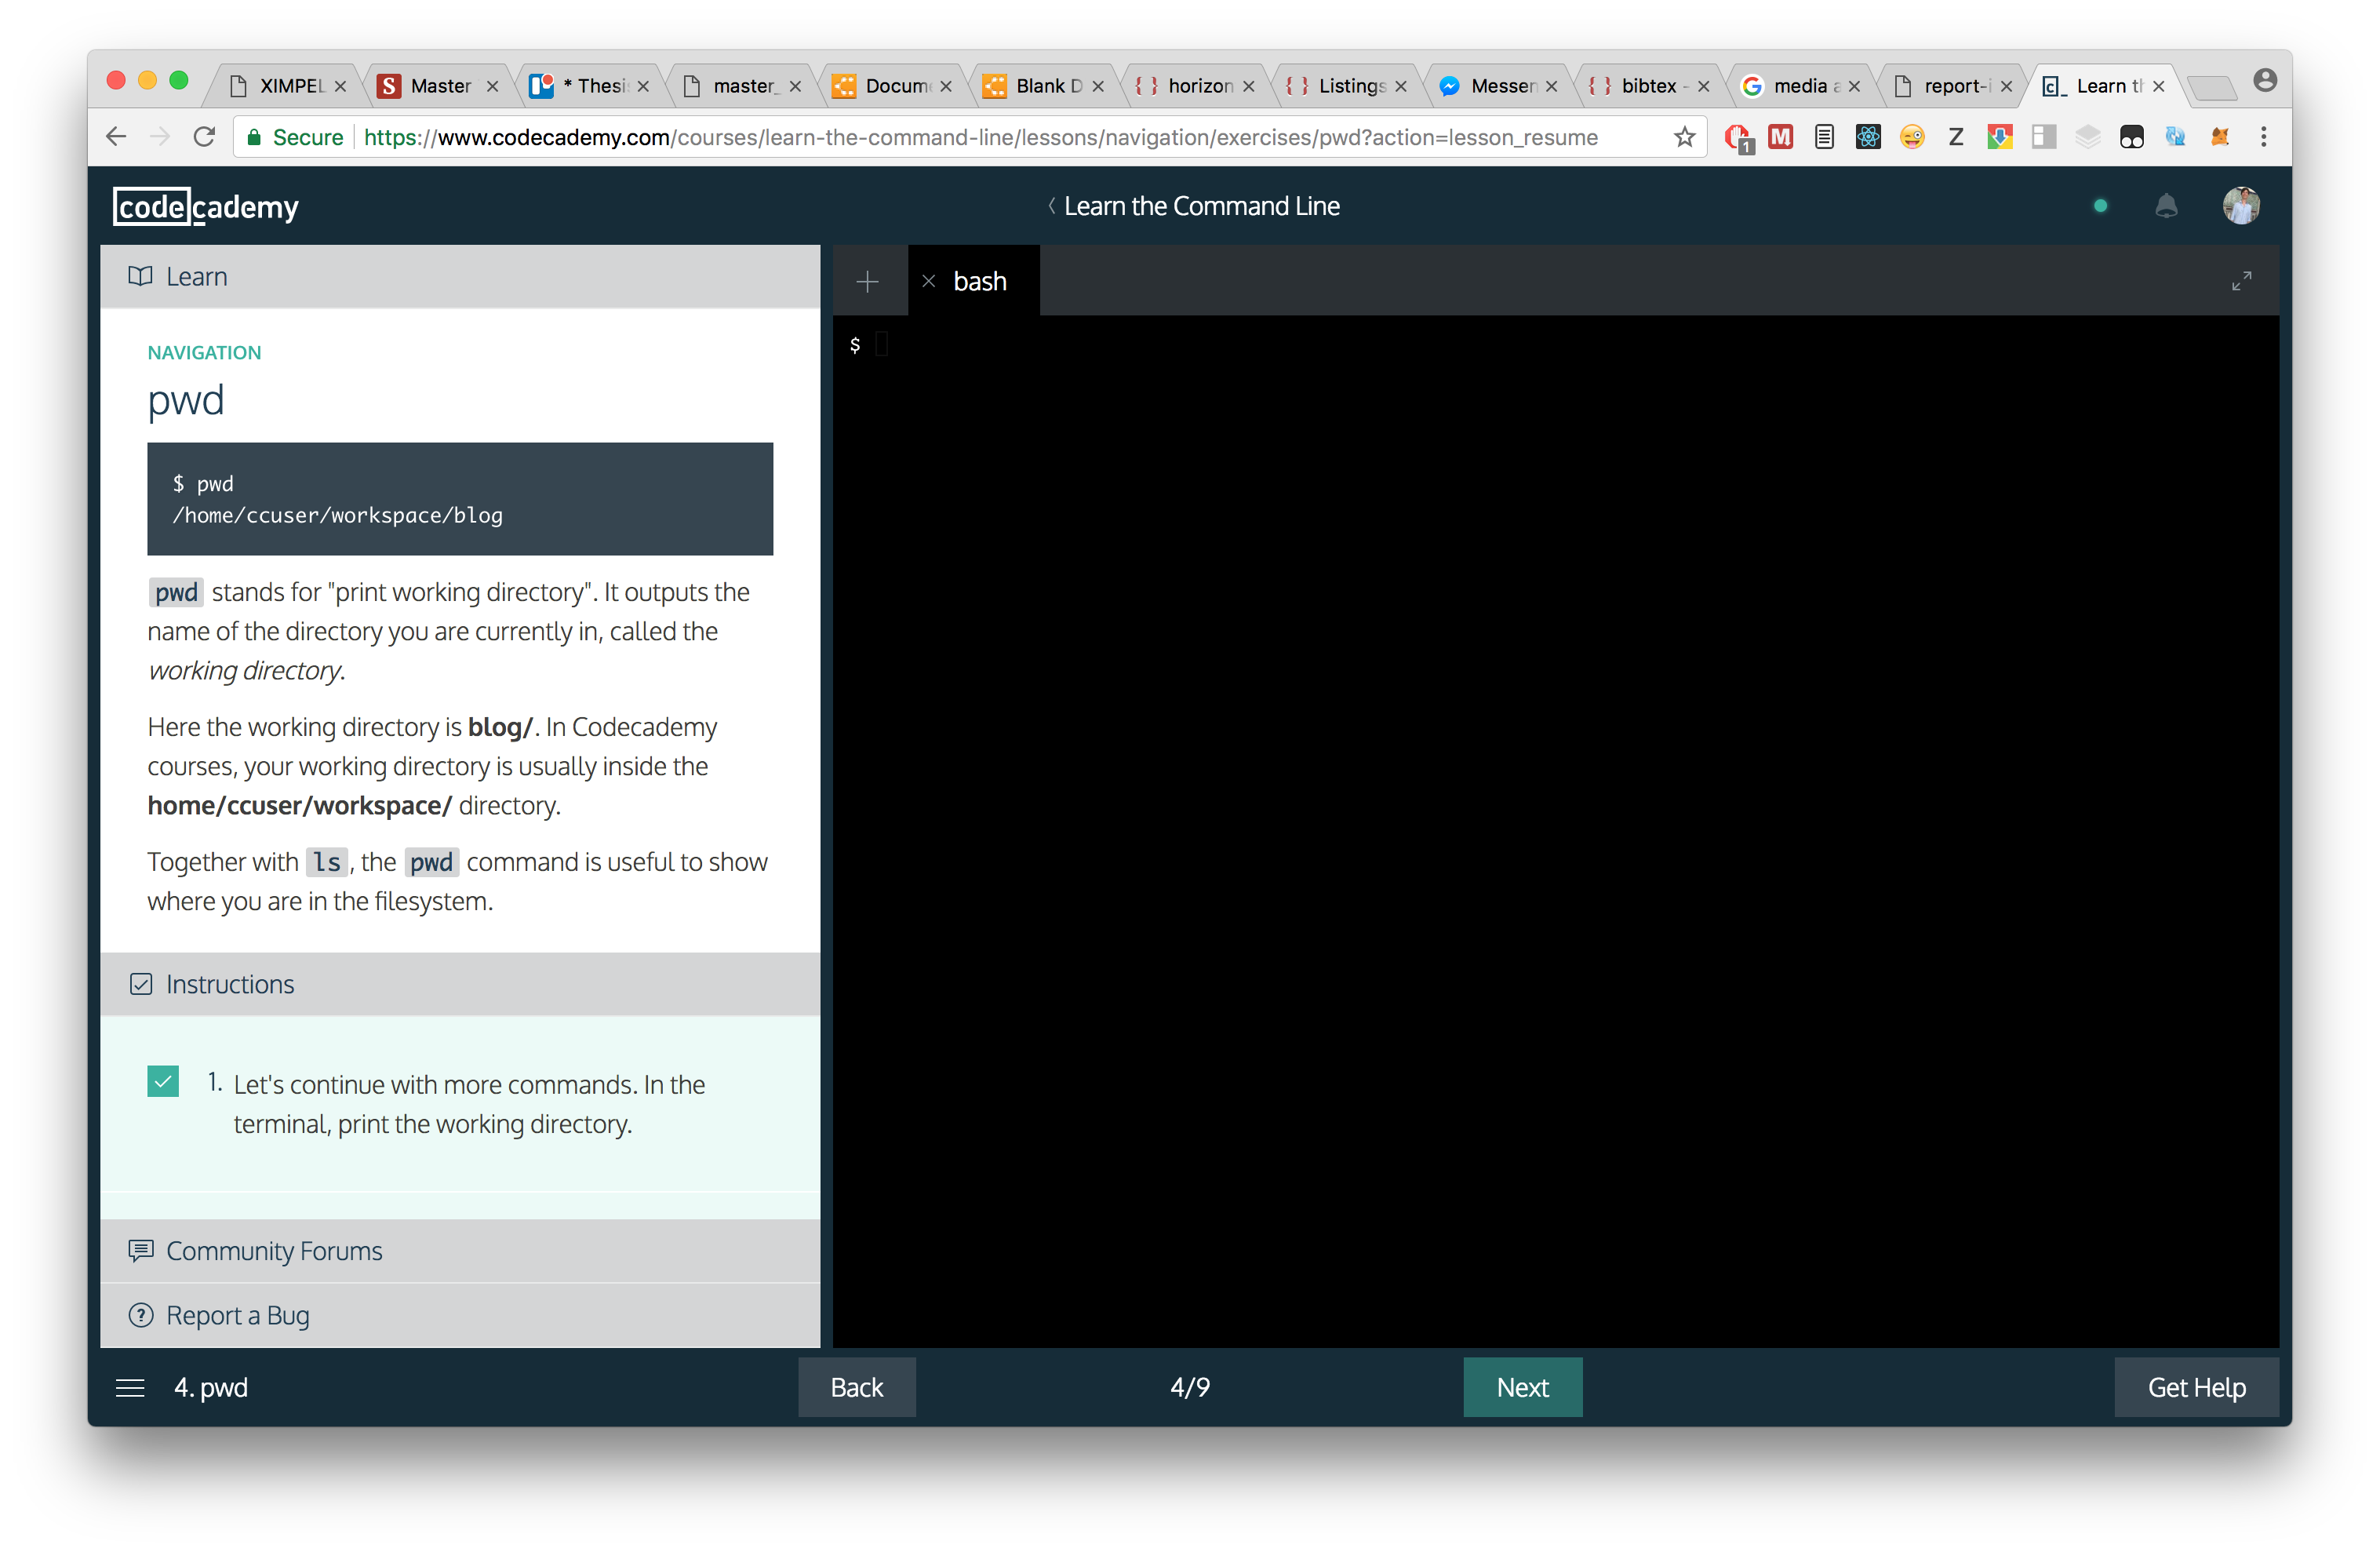 XIMPEL
Master
* Thesis
master_
Docume
Blank D
{ } horizon
{ } Listings
Messen
{ } bibtex -
media a
report-i
Learn th
Secure https://www.codecademy.com/courses/learn-the-command-line/lessons/navigation/exercises/pwd?action=lesson_resume
1
codecademy
Learn the Command Line
Learn
bash
$
NAVIGATION
pwd
$ pwd
/home/ccuser/workspace/blog
pwd stands for "print working directory". It outputs the
name of the directory you are currently in, called the
working directory.
Here the working directory is blog/. In Codecademy
courses, your working directory is usually inside the
home/ccuser/workspace/ directory.
Together with ls, the pwd command is useful to show
where you are in the filesystem.
Instructions
1. Let's continue with more commands. In the
terminal, print the working directory.
Community Forums
Report a Bug
4. pwd
Back
4/9
Next
Get Help